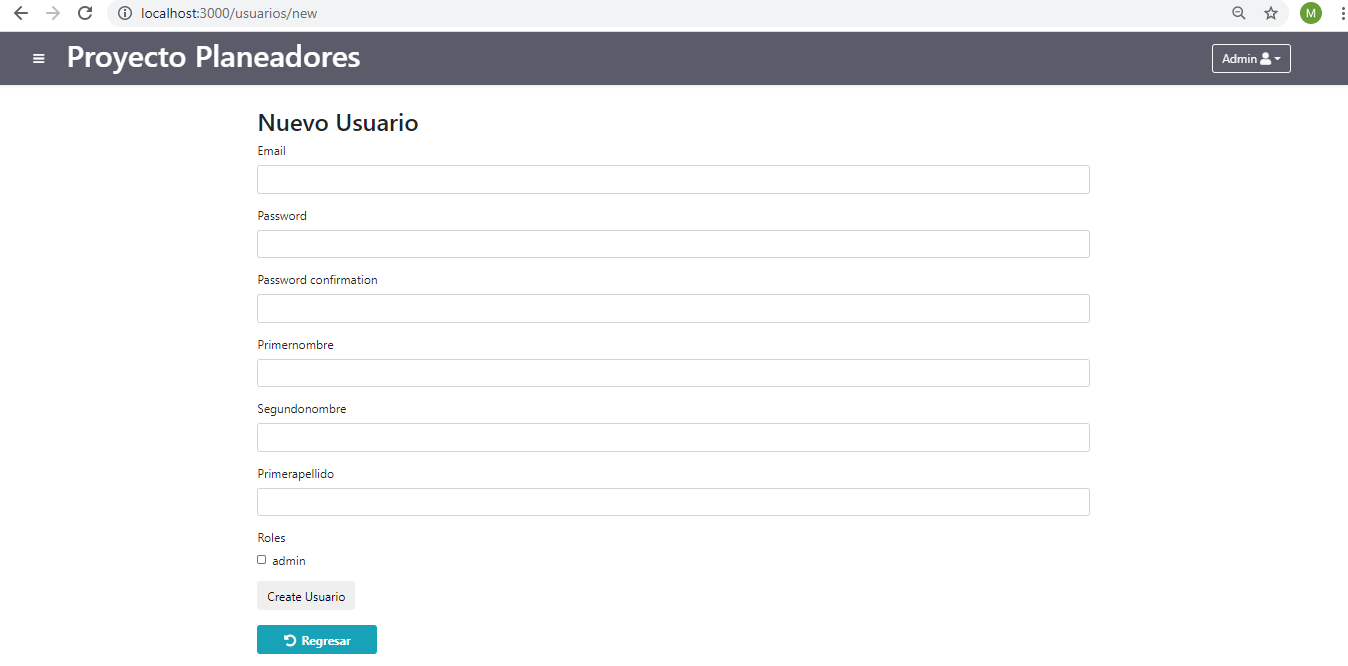 localhost:3000/usuarios/new
M
Proyecto Planeadores
Admin
Nuevo Usuario
Email
Password
Password confirmation
Primernombre
Segundonombre
Primerapellido
Roles
admin
Create Usuario
Regresar